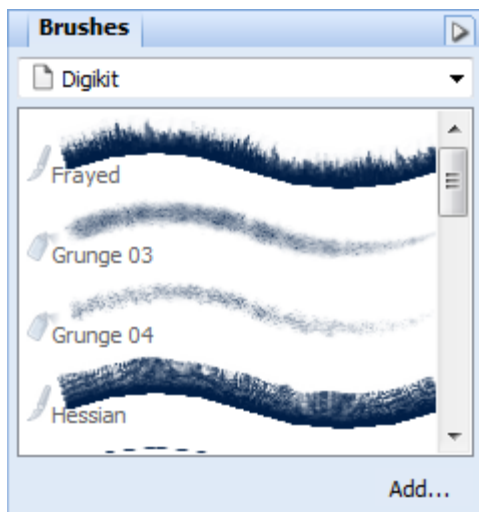 Brushes
Digikit
Frayed
Grunge 03
Grunge 04
Hessian
Add...